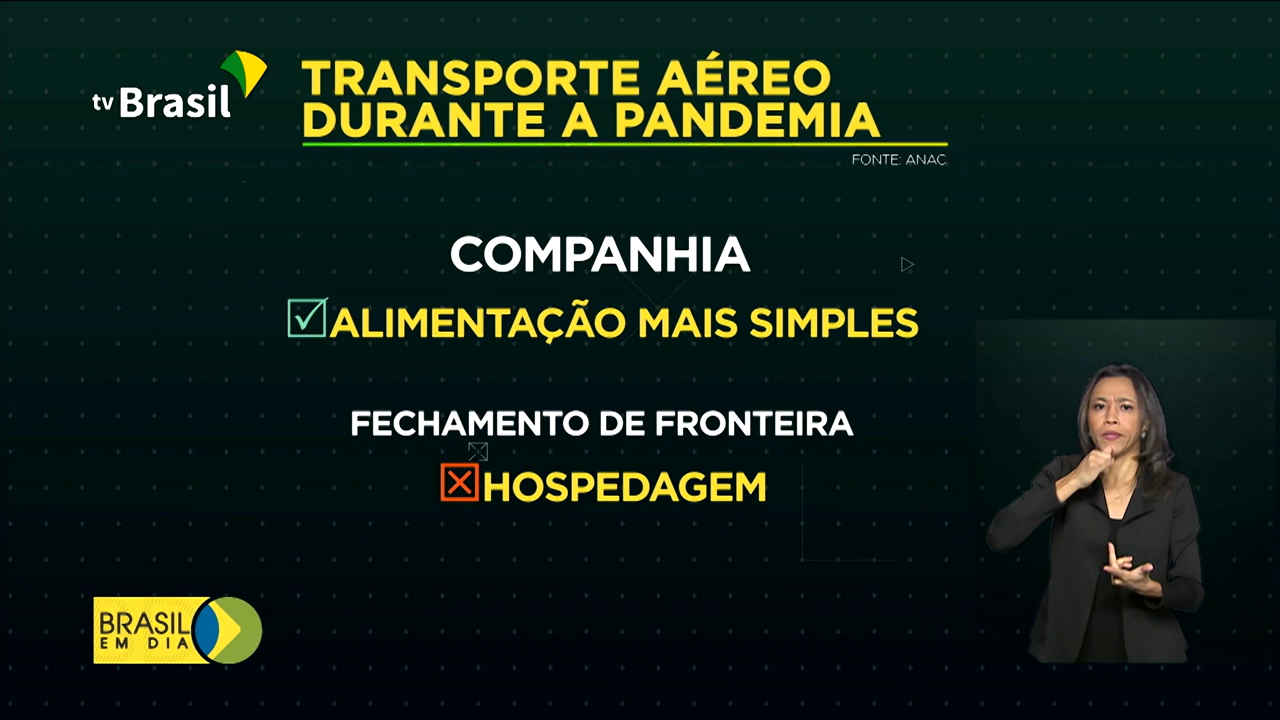 tv Brasil
TRANSPORTE AÉREO
DURANTE A PANDEMIA
FONTE: ANAC
COMPANHIA
ALIMENTAÇÃO MAIS SIMPLES
FECHAMENTO DE FRONTEIRA
HOSPEDAGEM
BRASIL
EM DIA